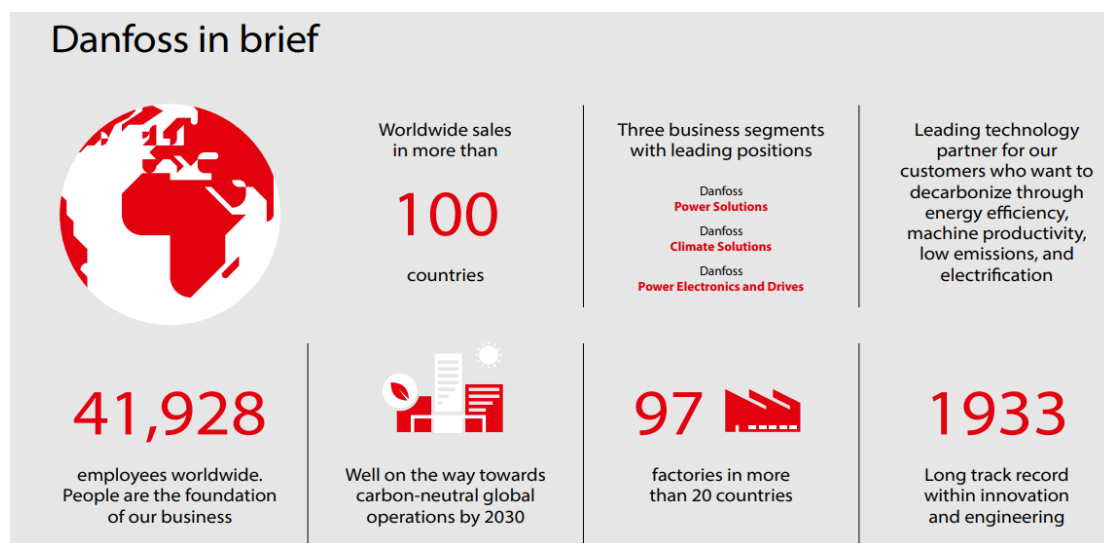 Danfoss in brief
Worldwide sales
in more than
100
countries
Three business segments
with leading positions
Danfoss
Power Solutions
Danfoss
Climate Solutions
Danfoss
Power Electronics and Drives
Leading technology
partner for our
customers who want to
decarbonize through
energy efficiency,
machine productivity,
low emissions, and
electrification
41,928
employees worldwide.
People are the foundation
of our business
Well on the way towards
carbon-neutral global
operations by 2030
97
factories in more
than 20 countries
1933
Long track record
within innovation
and engineering